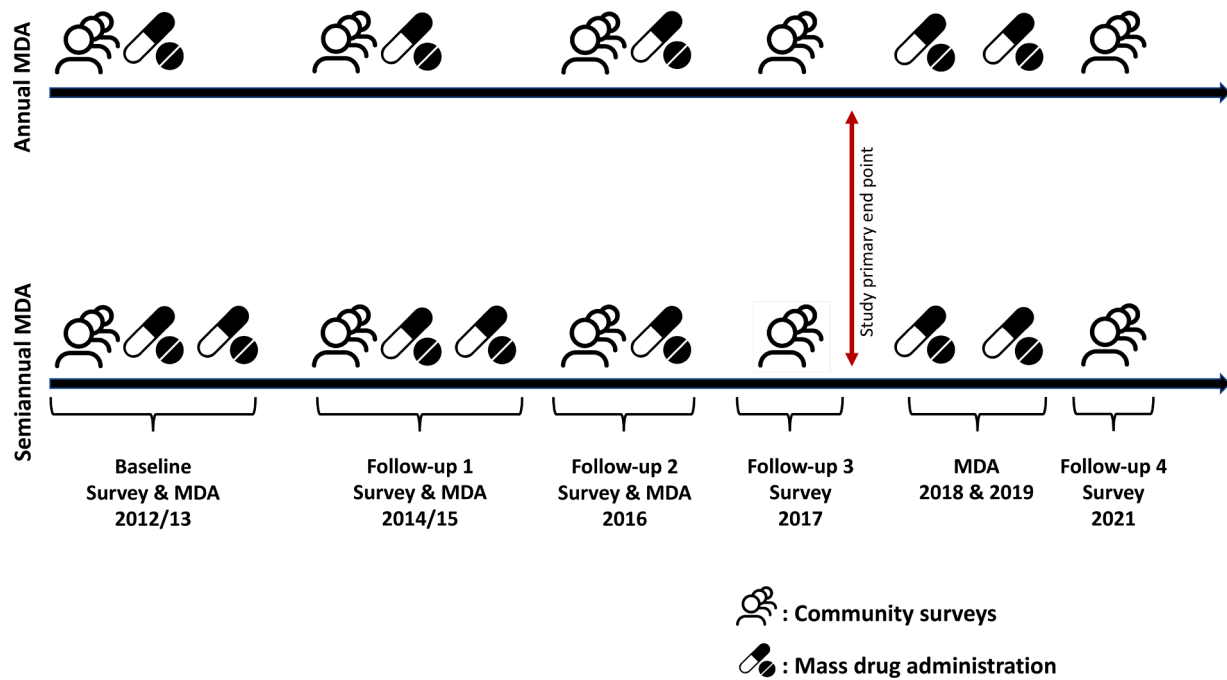 Annual MDA
Study primary end point
Semiannual MDA
Baseline
Survey & MDA
2012/13
Follow-up 1
Survey & MDA
2014/15
Follow-up 2
Survey & MDA
2016
Follow-up 3
Survey
2017
MDA
2018 & 2019
Follow-up 4
Survey
2021
: Community surveys
: Mass drug administration